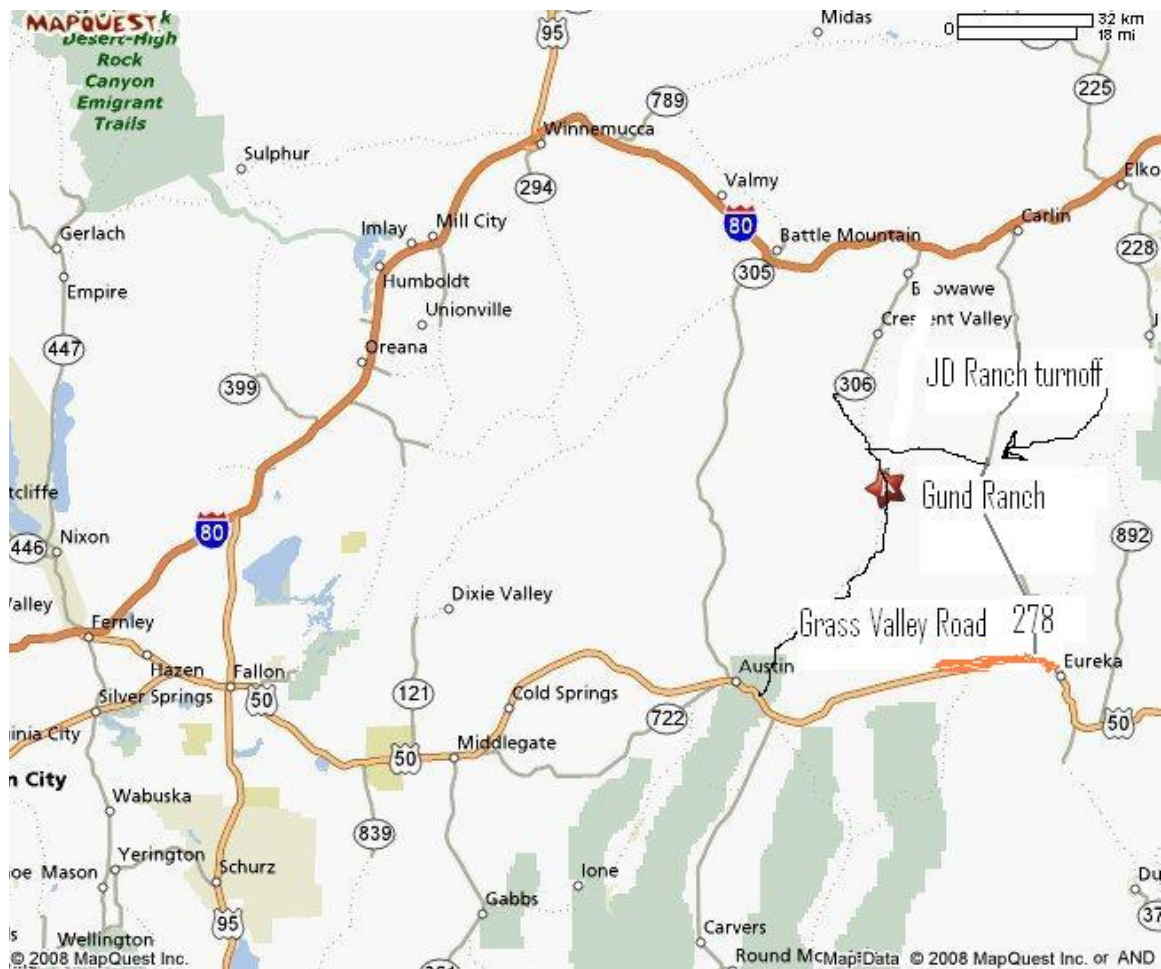 MAPQUEST
Desert-High
Rock
Canyon
Emigrant
Trails
95
Midas
0
32 km
18 mi
225
789
Winnemucca
Sulphur
294
Valmy
Elko
Imlay
Mill City
80
Battle Mountain
Carlin
Gerlach
228
305
Humboldt
Empire
Unionville
Crescent Valley
447
Oreana
JD Ranch turnoff
399
306
Gund Ranch
80
446
Nixon
892
Dixie Valley
Fernley
Grass Valley Road 278
Hazen
Fallon
Austin
Eureka
Silver Springs
50
121
Cold Springs
722
50
Middlegate
50
Wabuska
839
Yerington
Mason
Schurz
Ione
Gabbs
95
Carvers
37
Wellington
Round
© 2008 MapQuest Inc.
Map Data © 2008 MapQuest Inc. or AND